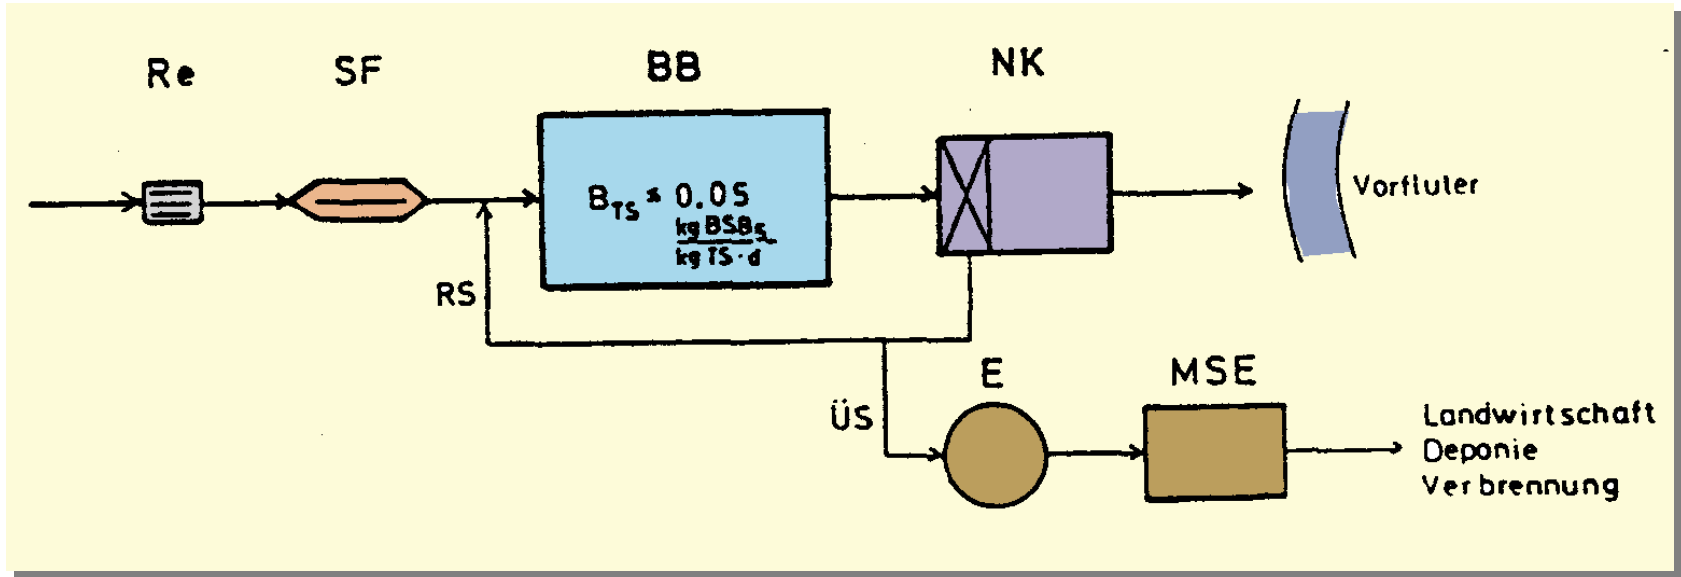 Re
SF
BB
NK
B_TS ≤ 0.05
kg BSB₅
kg TS · d
Vorfluter
RS
E
MSE
ÜS
Landwirtschaft
Deponie
Verbrennung